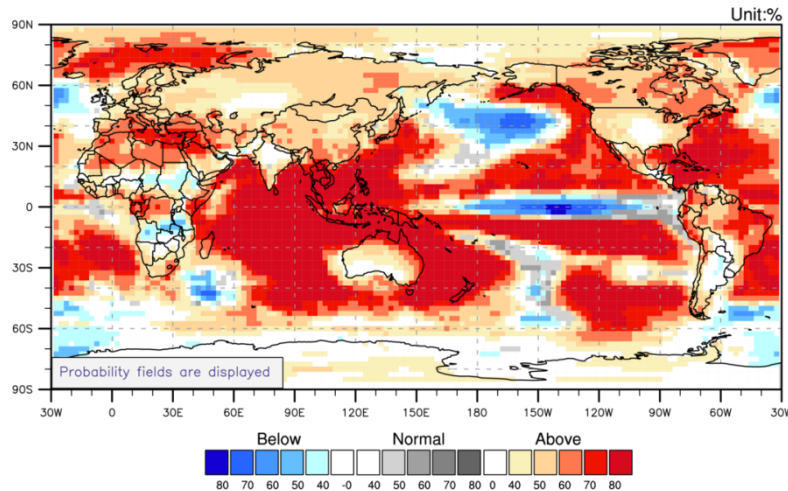 Unit:%
90N
60N
30N
0
30S
60S
90S
Probability fields are displayed
30W 0 30E 60E 90E 120E 150E 180 150W 120W 90W 60W 30W
Below Normal Above
80 70 60 50 40 -0 40 50 60 70 80 0 40 50 60 70 80